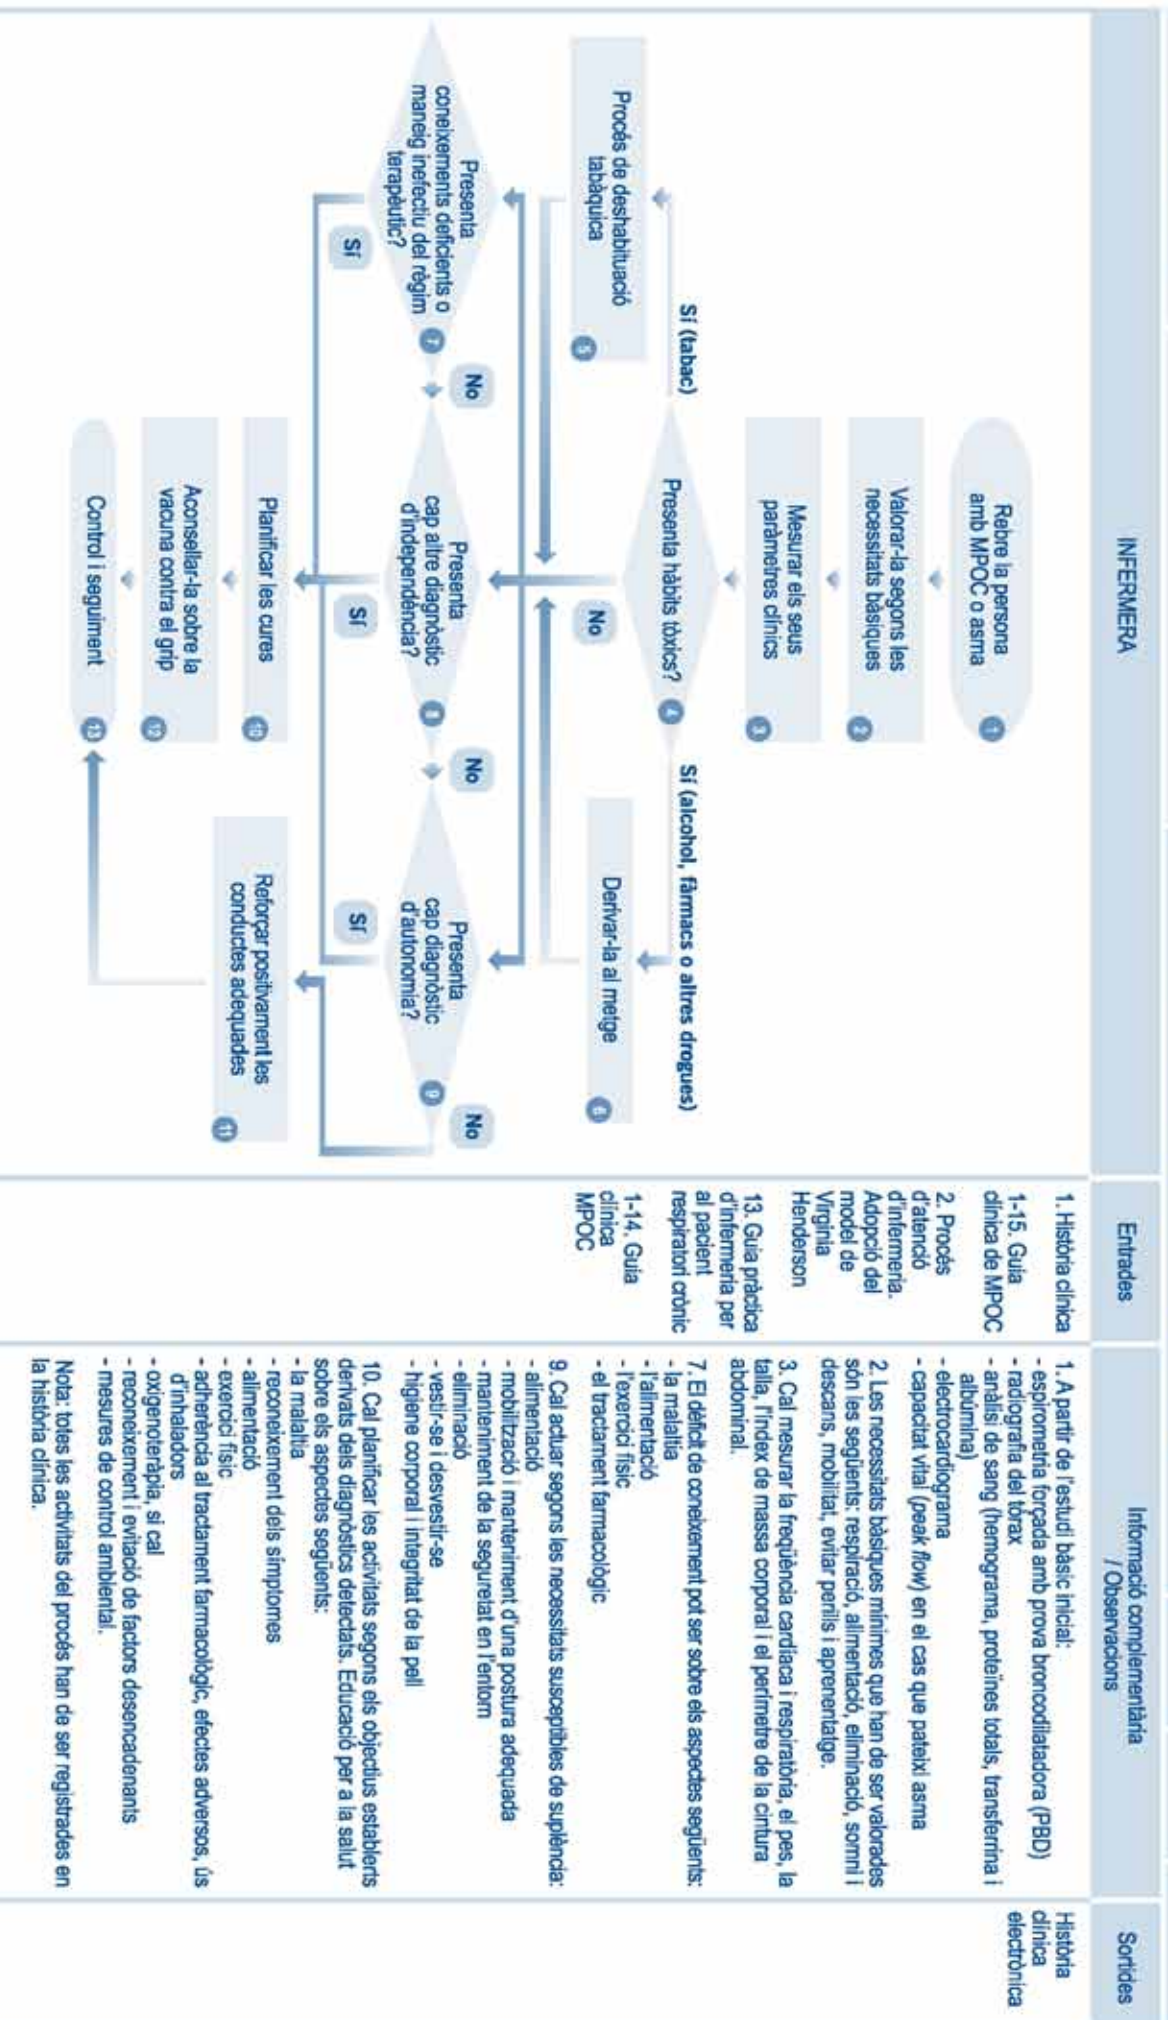 INFERMERA
Entrades
Informació complementària
/ Observacions
Sortides
Rebre la persona
amb MPOC o asma
1
Valorar-la segons les
necessitats bàsiques
2
Mesurar els seus
paràmetres clínics
3
Presenta hàbits tòxics?
4
Sí (tabac)
Sí (alcohol, fàrmacs o altres drogues)
No
Procés de deshabituació
tabàquica
5
Derivar-la al metge
6
Presenta
coneixements deficients o
maneig inefectiu del règim
terapèutic?
7
No
Sí
Presenta
cap altre diagnòstic
d'independència?
8
No
Sí
Presenta
cap diagnòstic
d'autonomia?
9
No
Sí
Planificar les cures
10
Reforçar positivament les
conductes adequades
11
Aconsellar-la sobre la
vacuna contra el grip
12
Control i seguiment
13
1. Història clínica
1-15. Guia
clínica de MPOC
2. Procés
d'atenció
d'infermeria.
Adopció del
model de
Virginia
Henderson
13. Guia pràctica
d'infermeria per
al pacient
respiratori crònic
1-14. Guia
clínica
MPOC
1. A partir de l'estudi bàsic inicial:
- espirometria forçada amb prova broncodilatadora (PBD)
- radiografia del tòrax
- anàlisi de sang (hemograma, proteïnes totals, transferrina i
albúmina)
- electrocardiograma
- capacitat vital (peak flow) en el cas que pateixi asma
2. Les necessitats bàsiques mínimes que han de ser valorades
són les següents: respiració, alimentació, eliminació, somni i
descans, mobilitat, evitar perills i aprenentatge.
3. Cal mesurar la freqüència cardíaca i respiratòria, el pes, la
talla, l'índex de massa corporal i el perímetre de la cintura
abdominal.
7. El dèficit de coneixement pot ser sobre els aspectes següents:
- la malaltia
- l'alimentació
- l'exercici físic
- el tractament farmacològic
9. Cal actuar segons les necessitats susceptibles de suplència:
- alimentació
- mobilització i manteniment d'una postura adequada
- manteniment de la seguretat en l'entorn
- eliminació
- vestir-se i desvestir-se
- higiene corporal i integritat de la pell
10. Cal planificar les activitats segons els objectius establerts
derivats dels diagnòstics detectats. Educació per a la salut
sobre els aspectes següents:
- la malaltia
- reconeixement dels símptomes
- alimentació
- exercici físic
- adherència al tractament farmacològic, efectes adversos, ús
d'inhaladors
- oxigenoteràpia, si cal
- reconeixement i evitació de factors desencadenants
- mesures de control ambiental.
Nota: totes les activitats del procés han de ser registrades en
la història clínica.
Història
clínica
electrònica